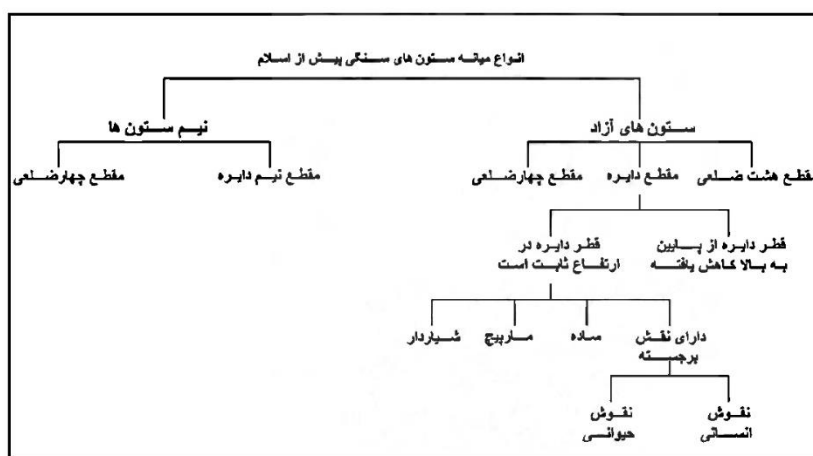 انواع میانه ستون های سنگی پیش از اسلام
ستون های آزاد
نیم ستون ها
مقطع هشت ضلعی
مقطع دایره
مقطع چهارضلعی
مقطع نیم دایره
مقطع چهارضلعی
قطر دایره از پایین
به بالا کاهش یافته
قطر دایره در
ارتفاع ثابت است
دارای نقش
برجسته
ساده
مارپیچ
شیاردار
نقوش
انسانی
نقوش
حیوانی